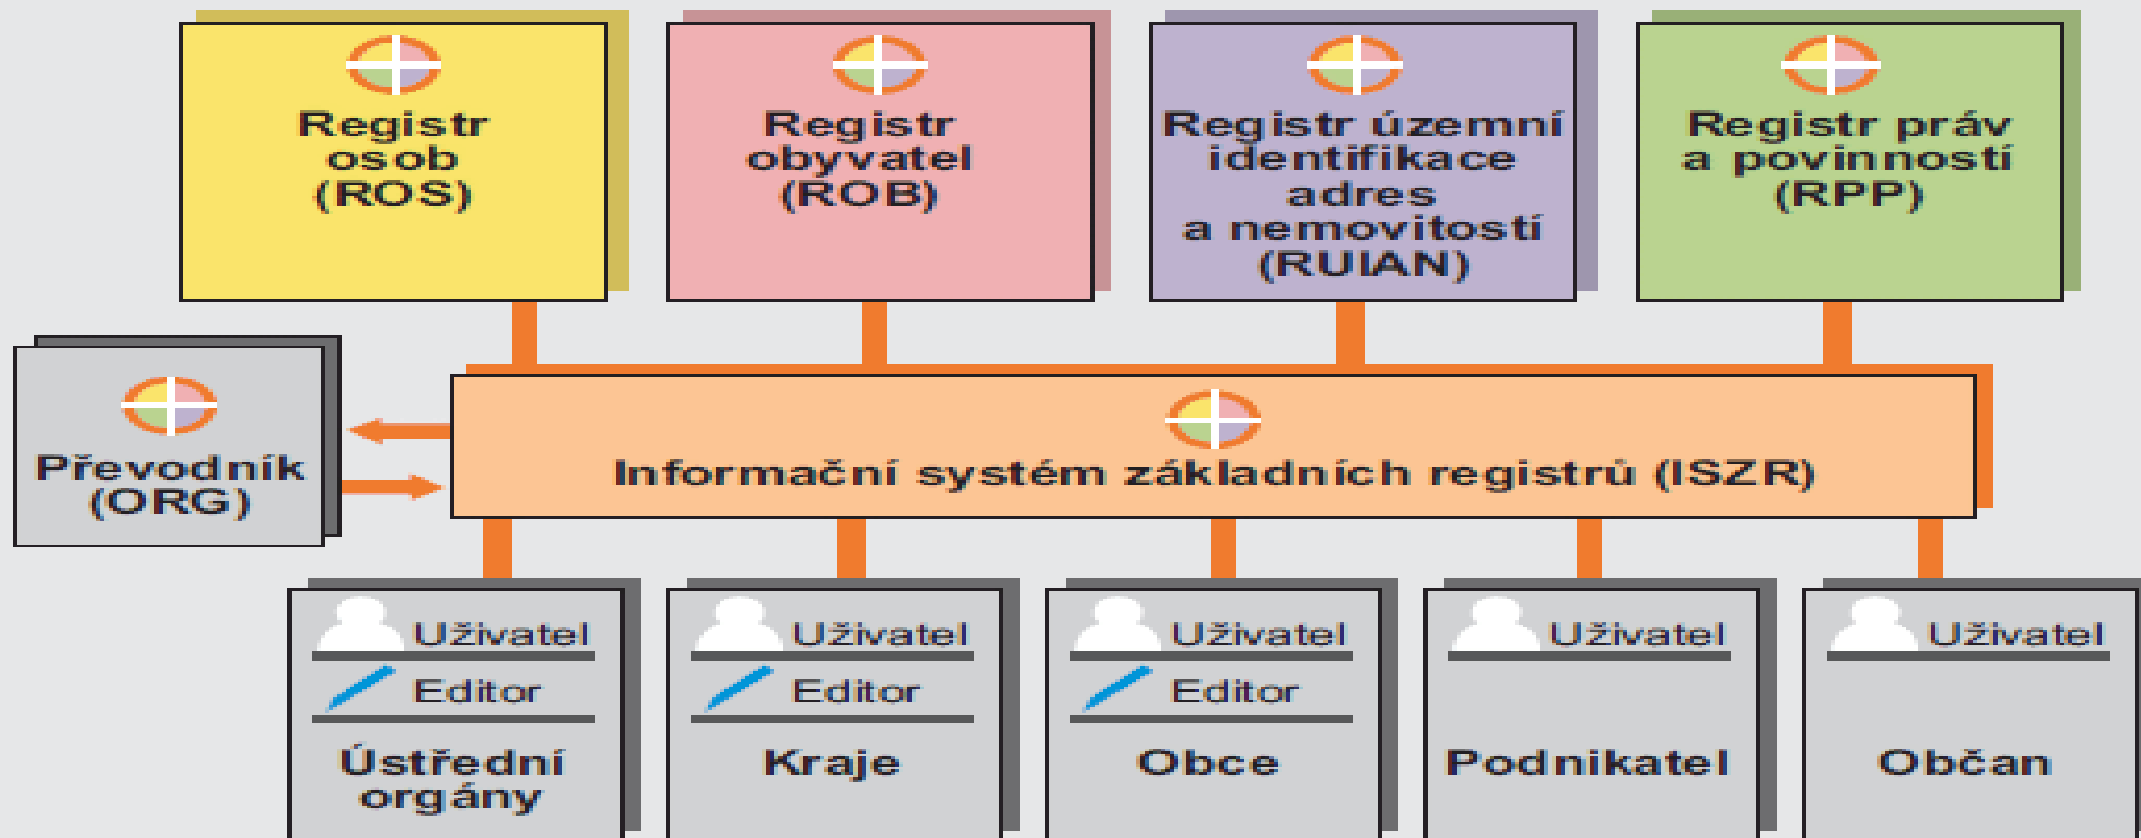 Registr
osob
(ROS)
Registr
obyvatel
(ROB)
Registr územní
identifikace
adres
a nemovitostí
(RUIAN)
Registr práv
a povinností
(RPP)
Převodník
(ORG)
Informační systém základních registrů (ISZR)
Uživatel
Editor
Ústřední
orgány
Uživatel
Editor
Kraje
Uživatel
Editor
Obce
Uživatel
Podnikatel
Uživatel
Občan